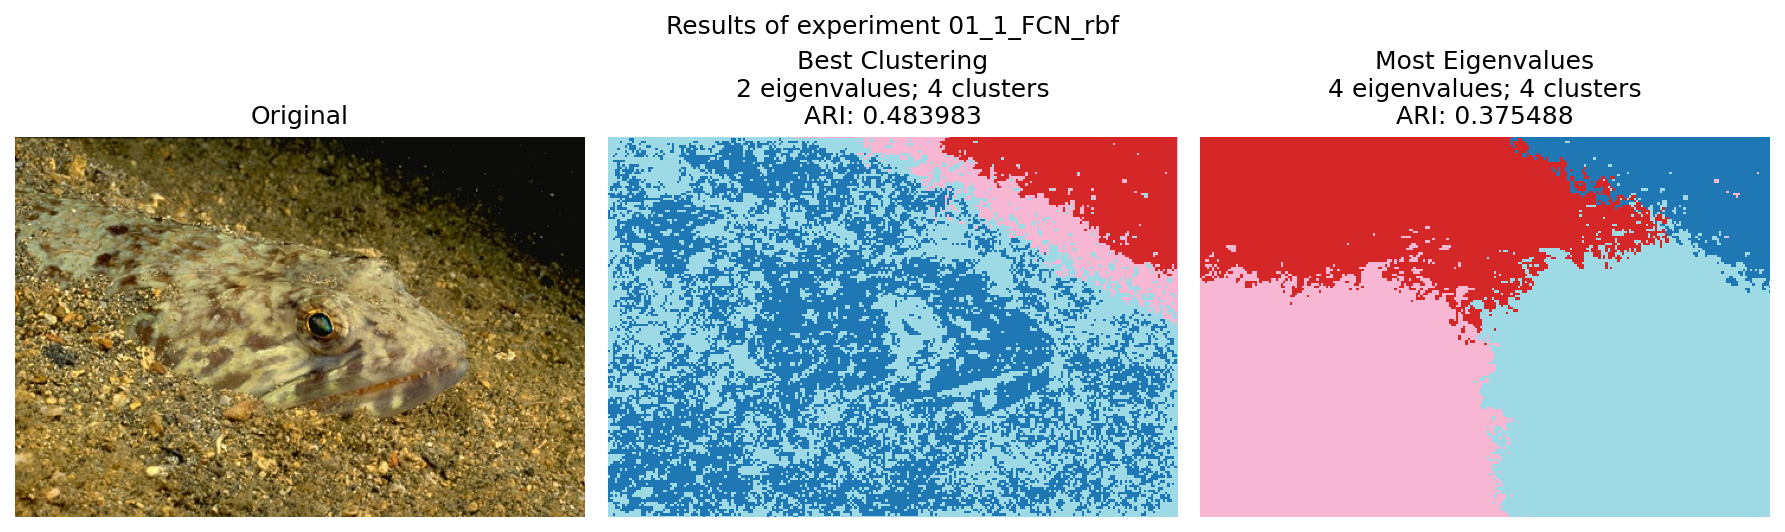 Results of experiment 01_1_FCN_rbf
Original
Best Clustering
2 eigenvalues; 4 clusters
ARI: 0.483983
Most Eigenvalues
4 eigenvalues; 4 clusters
ARI: 0.375488